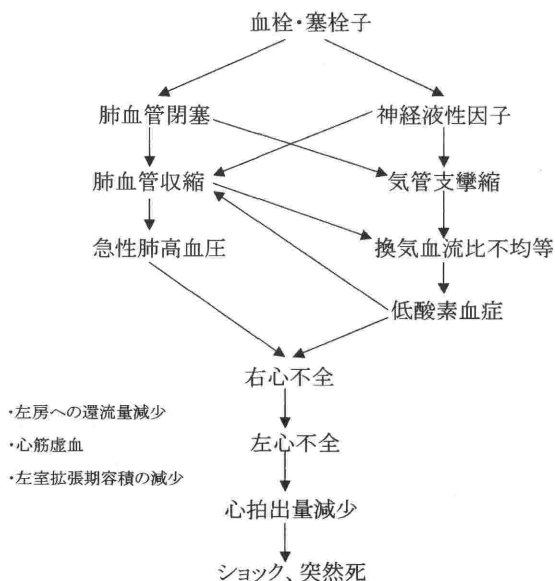 血栓・塞栓子
肺血管閉塞
神経液性因子
肺血管収縮
気管支攣縮
急性肺高血圧
換気血流比不均等
低酸素血症
右心不全
・左房への還流量減少
・心筋虚血
左心不全
・左室拡張期容積の減少
心拍出量減少
ショック、突然死